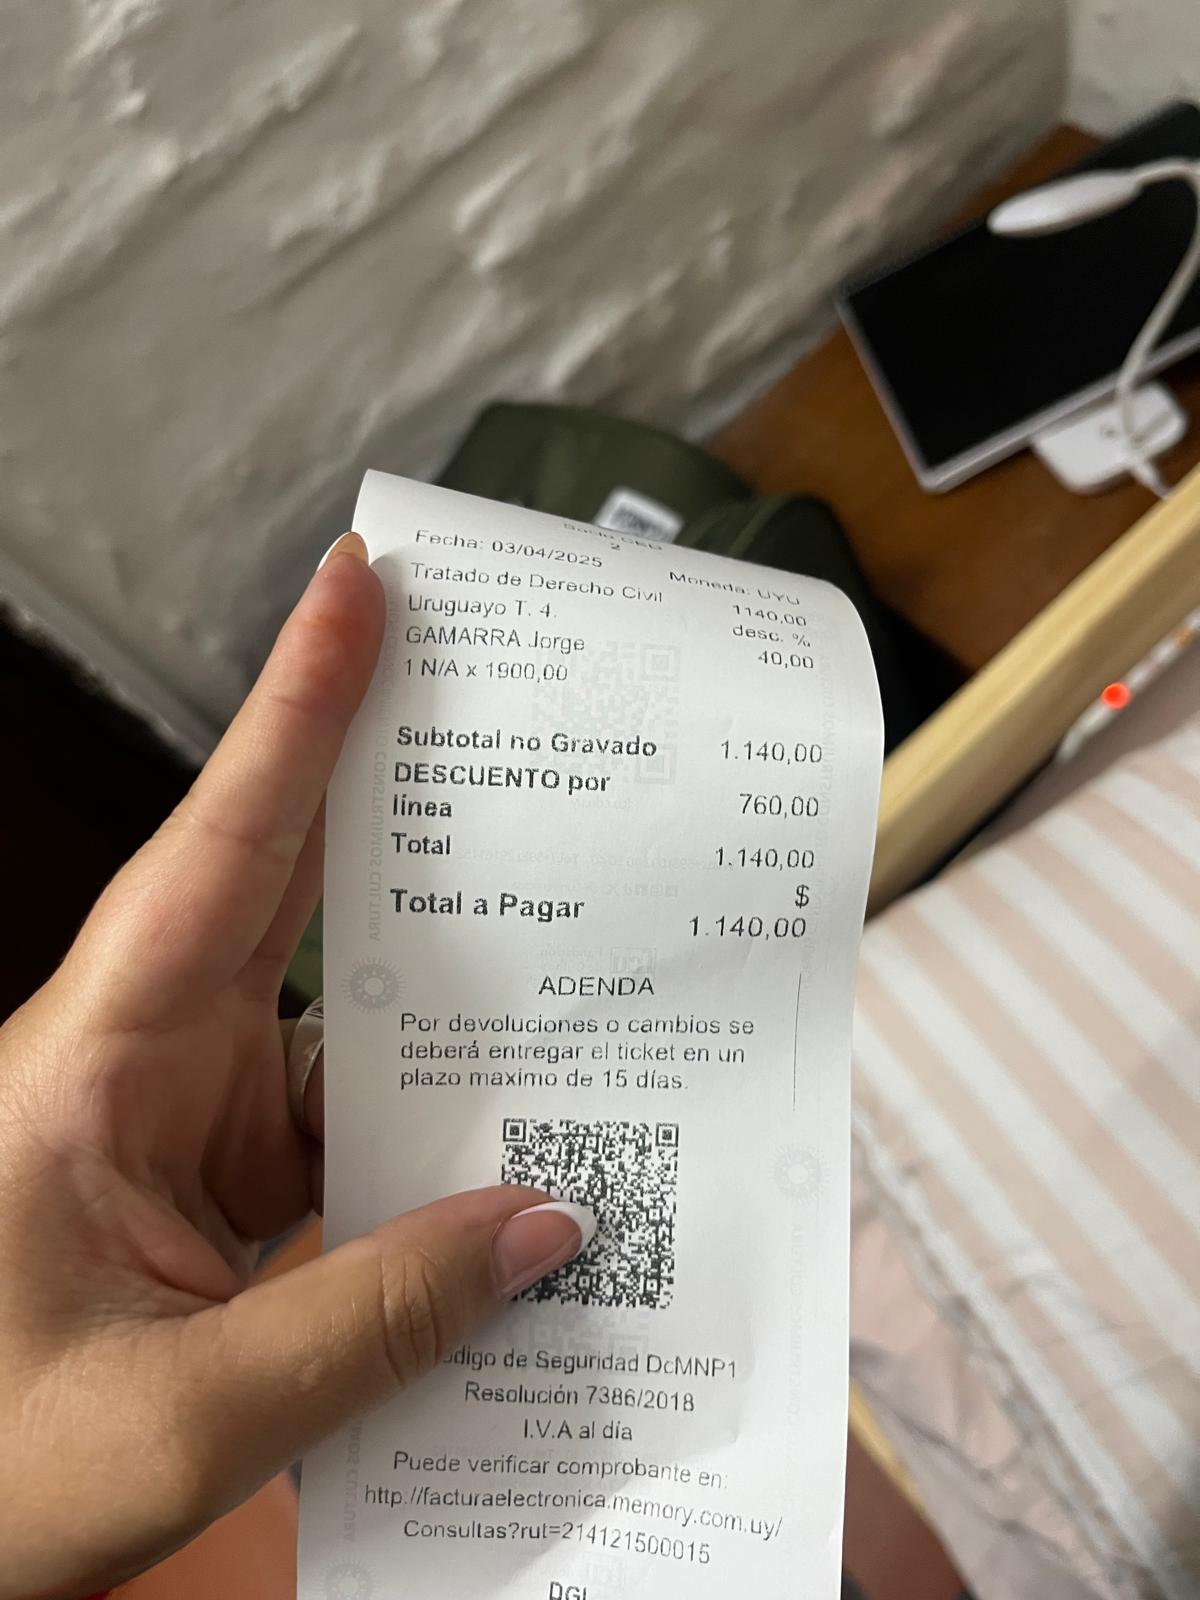 2
Fecha: 03/04/2025 Moneda: UYU
Tratado de Derecho Civil 1140,00
Uruguayo T. 4. desc. %
GAMARRA Jorge 40,00
1 N/A x 1900,00
Subtotal no Gravado 1.140,00
DESCUENTO por
línea 760,00
Total 1.140,00
$
Total a Pagar 1.140,00
ADENDA
Por devoluciones o cambios se
deberá entregar el ticket en un
plazo maximo de 15 días.
de Seguridad DcMNP1
Resolución 7386/2018
I.V.A al día
Puede verificar comprobante en:
http://facturaelectronica.memory.com.uy/
Consultas?rut=214121500015
DGI
CONSTRUIMOS CULTURA